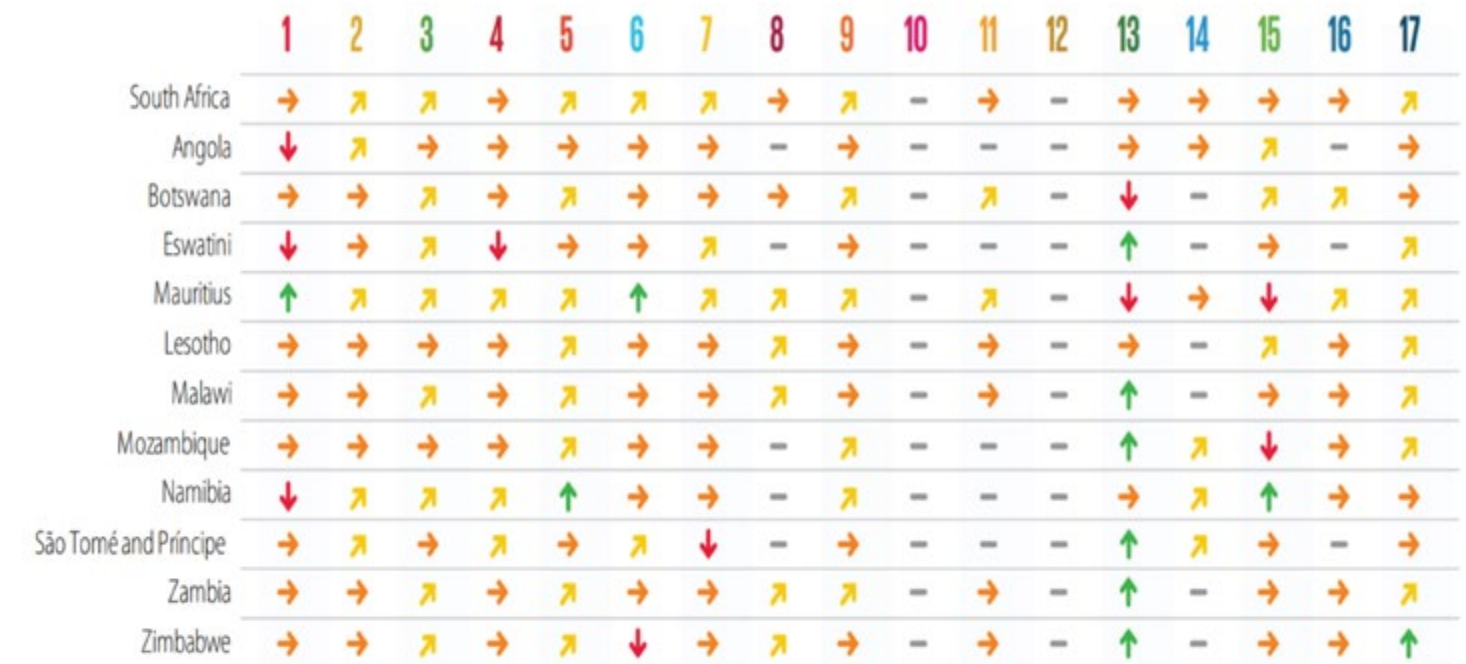 1 2 3 4 5 6 7 8 9 10 11 12 13 14 15 16 17
South Africa
Angola
Botswana
Eswatini
Mauritius
Lesotho
Malawi
Mozambique
Namibia
São Tomé and Príncipe
Zambia
Zimbabwe